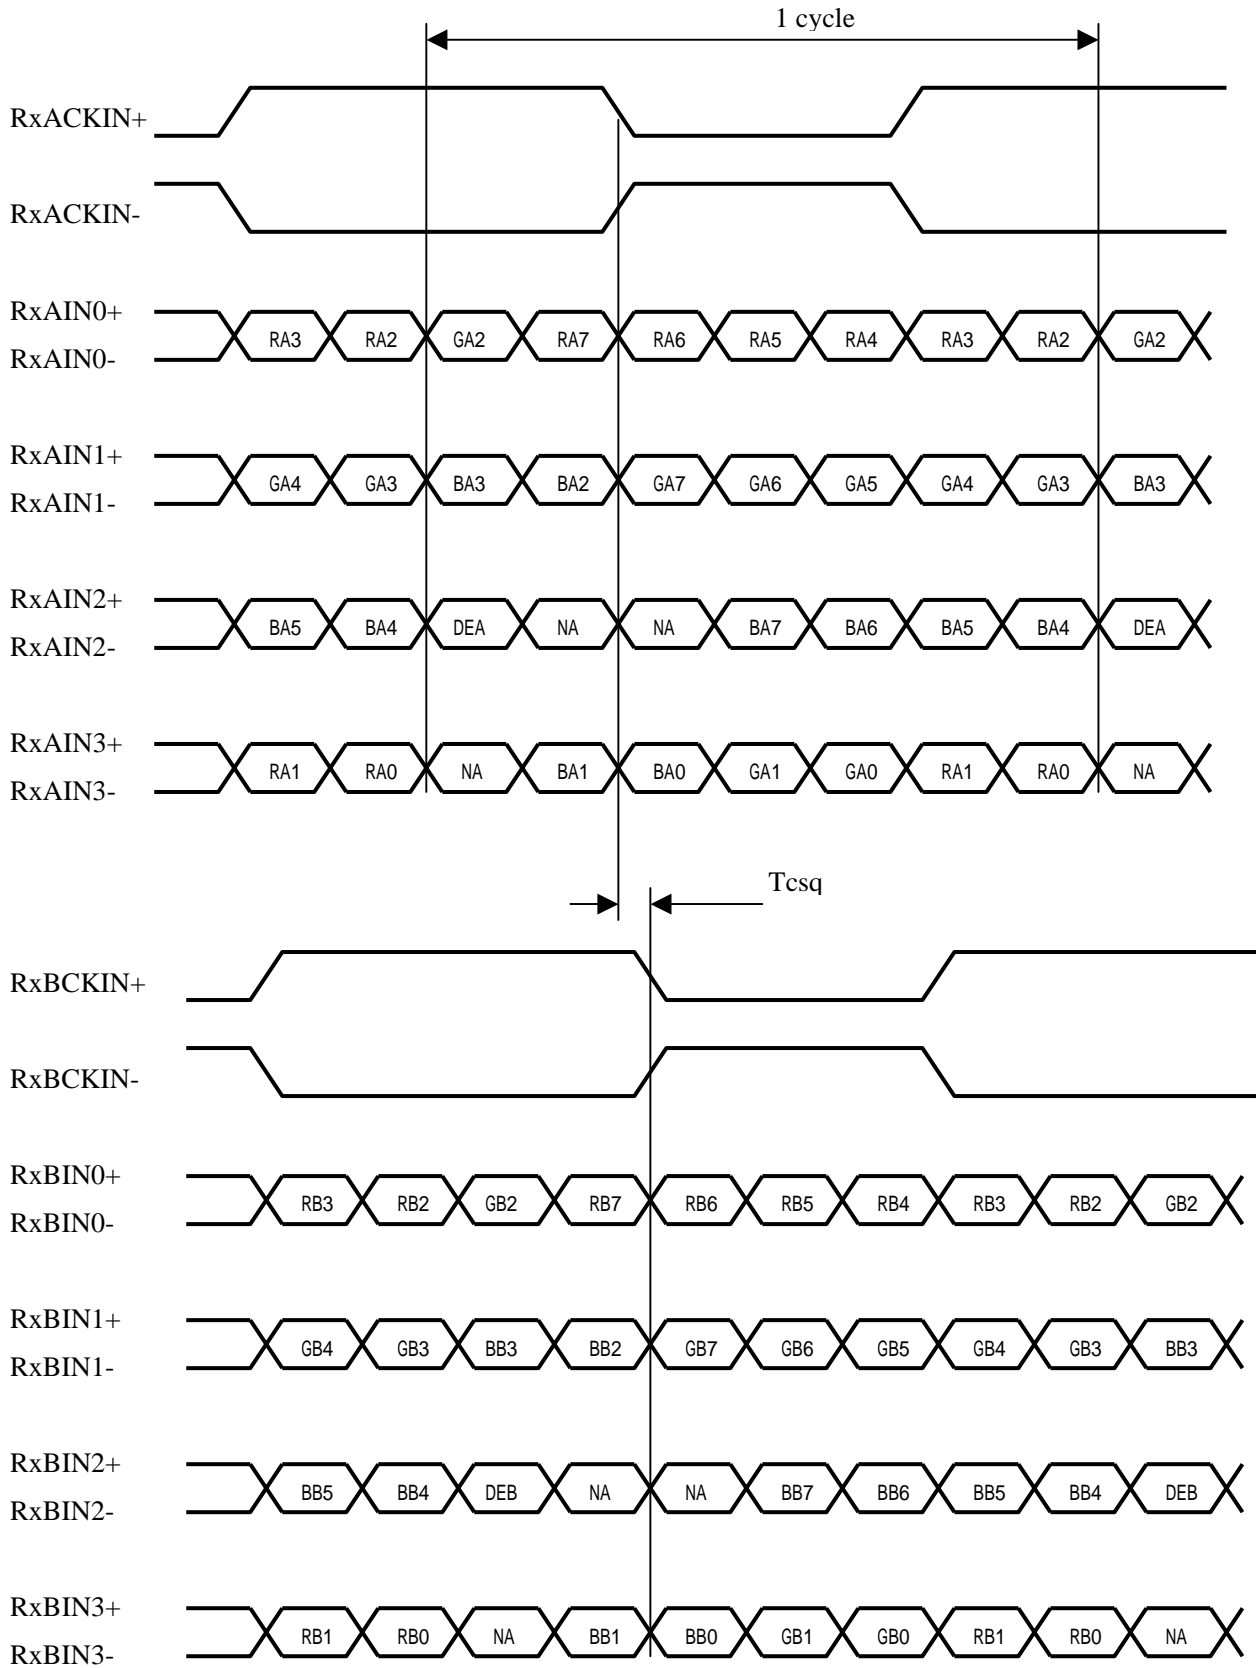 1 cycle
RxACKIN+
RxACKIN-
RxAIN0+
RA3 RA2 GA2 RA7 RA6 RA5 RA4 RA3 RA2 GA2
RxAIN0-
RxAIN1+
GA4 GA3 BA3 BA2 GA7 GA6 GA5 GA4 GA3 BA3
RxAIN1-
RxAIN2+
BA5 BA4 DEA NA NA BA7 BA6 BA5 BA4 DEA
RxAIN2-
RxAIN3+
RA1 RA0 NA BA1 BA0 GA1 GA0 RA1 RA0 NA
RxAIN3-
Tcsq
RxBCKIN+
RxBCKIN-
RxBIN0+
RB3 RB2 GB2 RB7 RB6 RB5 RB4 RB3 RB2 GB2
RxBIN0-
RxBIN1+
GB4 GB3 BB3 BB2 GB7 GB6 GB5 GB4 GB3 BB3
RxBIN1-
RxBIN2+
BB5 BB4 DEB NA NA BB7 BB6 BB5 BB4 DEB
RxBIN2-
RxBIN3+
RB1 RB0 NA BB1 BB0 GB1 GB0 RB1 RB0 NA
RxBIN3-